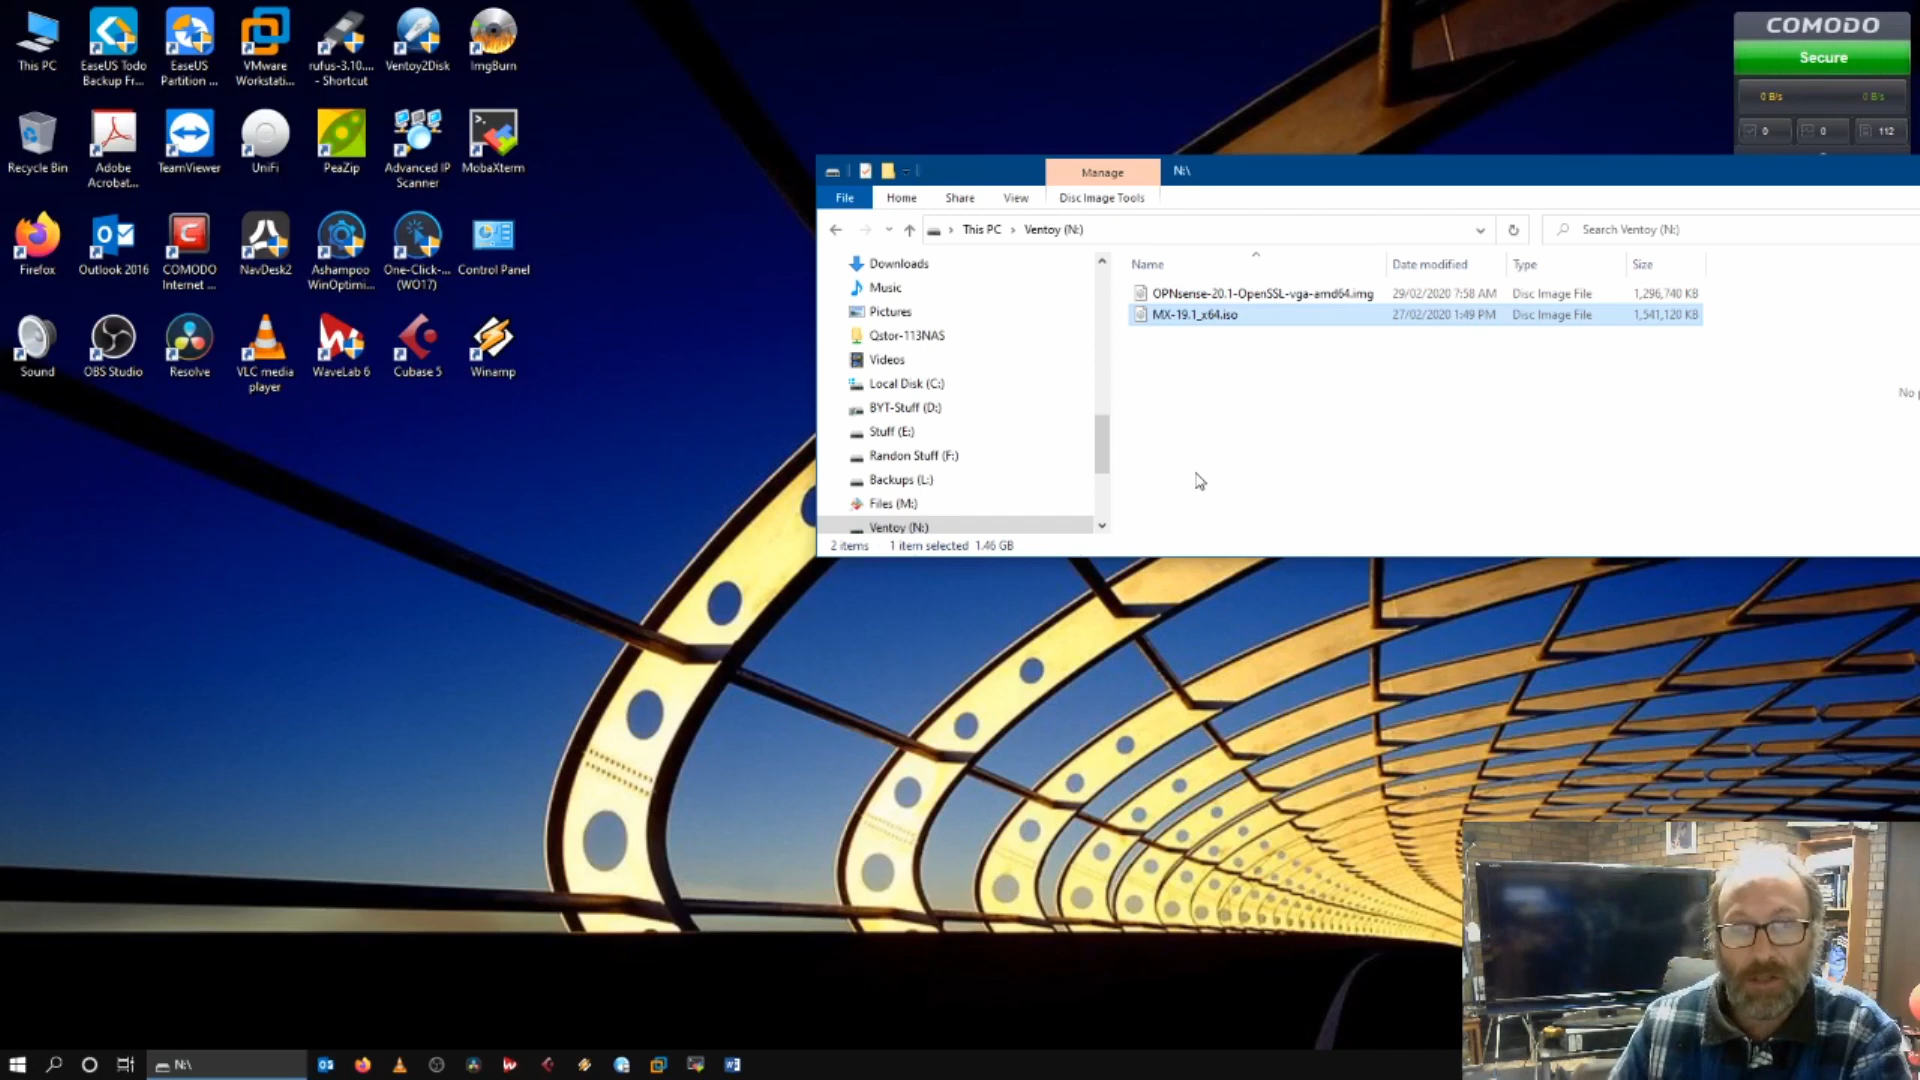 This PC
EaseUS Todo
Backup Fr...
EaseUS
Partition ...
VMware
Workstati...
rufus-3.10....
- Shortcut
Ventoy2Disk
ImgBurn
Recycle Bin
Adobe
Acrobat...
TeamViewer
UniFi
PeaZip
Advanced IP
Scanner
MobaXterm
Firefox
Outlook 2016
COMODO
Internet ...
NavDesk2
Ashampoo
WinOptimi...
One-Click-...
(WO17)
Control Panel
Sound
OBS Studio
Resolve
VLC media
player
WaveLab 6
Cubase 5
Winamp
COMODO
Secure
0 B/s
0 B/s
0
0
112
Manage
N:\
File
Home
Share
View
Disc Image Tools
This PC
Ventoy (N:)
Search Ventoy (N:)
Downloads
Music
Pictures
Qstor-113NAS
Videos
Local Disk (C:)
BYT-Stuff (D:)
Stuff (E:)
Randon Stuff (F:)
Backups (L:)
Files (M:)
Ventoy (N:)
Name
Date modified
Type
Size
OPNsense-20.1-OpenSSL-vga-amd64.img
29/02/2020 7:58 AM
Disc Image File
1,296,740 KB
MX-19.1_x64.iso
27/02/2020 1:49 PM
Disc Image File
1,541,120 KB
No
2 items
1 item selected 1.46 GB
N:\